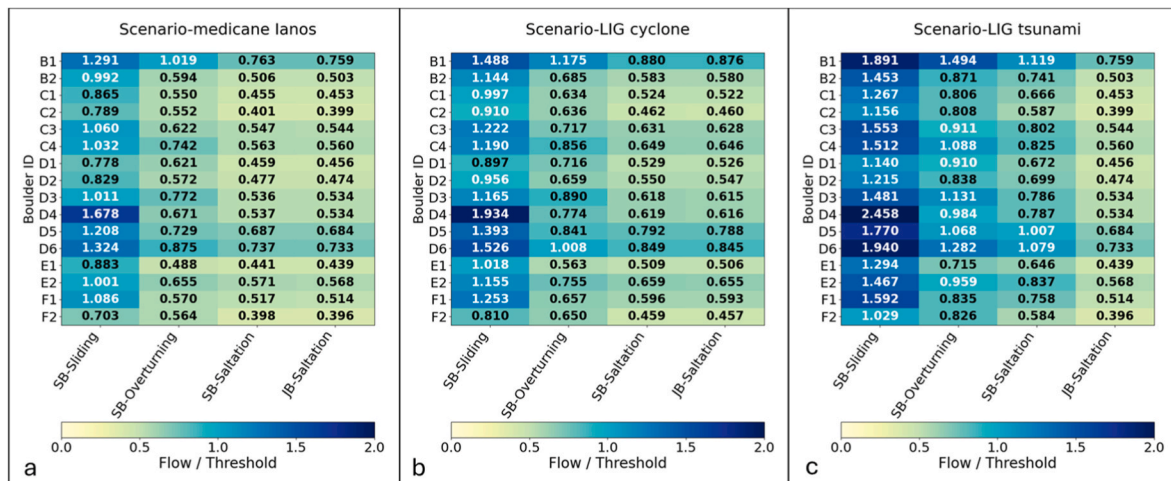 Scenario-medicane Ianos
Boulder ID
B1 1.291 1.019 0.763 0.759
B2 0.992 0.594 0.506 0.503
C1 0.865 0.550 0.455 0.453
C2 0.789 0.552 0.401 0.399
C3 1.060 0.622 0.547 0.544
C4 1.032 0.742 0.563 0.560
D1 0.778 0.621 0.459 0.456
D2 0.829 0.572 0.477 0.474
D3 1.011 0.772 0.536 0.534
D4 1.678 0.671 0.537 0.534
D5 1.208 0.729 0.687 0.684
D6 1.324 0.875 0.737 0.733
E1 0.883 0.488 0.441 0.439
E2 1.001 0.655 0.571 0.568
F1 1.086 0.570 0.517 0.514
F2 0.703 0.564 0.398 0.396
SB-Sliding SB-Overturning SB-Saltation JB-Saltation
0.0 0.5 1.0 1.5 2.0
Flow / Threshold
a
Scenario-LIG cyclone
Boulder ID
B1 1.488 1.175 0.880 0.876
B2 1.144 0.685 0.583 0.580
C1 0.997 0.634 0.524 0.522
C2 0.910 0.636 0.462 0.460
C3 1.222 0.717 0.631 0.628
C4 1.190 0.856 0.649 0.646
D1 0.897 0.716 0.529 0.526
D2 0.956 0.659 0.550 0.547
D3 1.165 0.890 0.618 0.615
D4 1.934 0.774 0.619 0.616
D5 1.393 0.841 0.792 0.788
D6 1.526 1.008 0.849 0.845
E1 1.018 0.563 0.509 0.506
E2 1.155 0.755 0.659 0.655
F1 1.253 0.657 0.596 0.593
F2 0.810 0.650 0.459 0.457
SB-Sliding SB-Overturning SB-Saltation JB-Saltation
0.0 0.5 1.0 1.5 2.0
Flow / Threshold
b
Scenario-LIG tsunami
Boulder ID
B1 1.891 1.494 1.119 0.759
B2 1.453 0.871 0.741 0.503
C1 1.267 0.806 0.666 0.453
C2 1.156 0.808 0.587 0.399
C3 1.553 0.911 0.802 0.544
C4 1.512 1.088 0.825 0.560
D1 1.140 0.910 0.672 0.456
D2 1.215 0.838 0.699 0.474
D3 1.481 1.131 0.786 0.534
D4 2.458 0.984 0.787 0.534
D5 1.770 1.068 1.007 0.684
D6 1.940 1.282 1.079 0.733
E1 1.294 0.715 0.646 0.439
E2 1.467 0.959 0.837 0.568
F1 1.592 0.835 0.758 0.514
F2 1.029 0.826 0.584 0.396
SB-Sliding SB-Overturning SB-Saltation JB-Saltation
0.0 0.5 1.0 1.5 2.0
Flow / Threshold
c